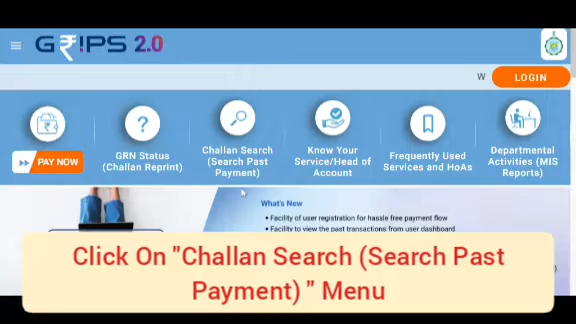 GR₹IPS 2.0
W
LOGIN
PAY NOW
GRN Status
(Challan Reprint)
Challan Search
(Search Past
Payment)
Know Your
Service/Head of
Account
Frequently Used
Services and HoAs
Departmental
Activities (MIS
Reports)
What's New
• Facility of user registration for hassle free payment flow
• Facility to view the past transactions from user dashboard
Click On "Challan Search (Search Past
Payment) " Menu